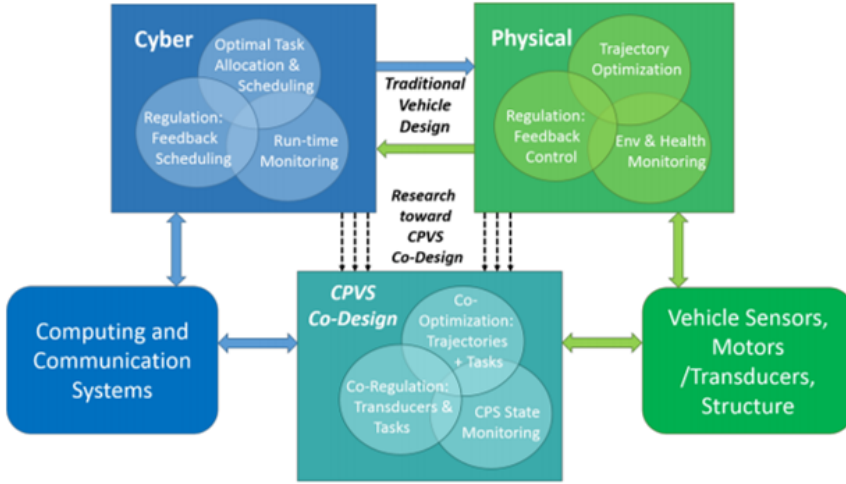 Cyber
Optimal Task
Allocation &
Scheduling
Regulation:
Feedback
Scheduling
Run-time
Monitoring
Traditional
Vehicle
Design
Physical
Trajectory
Optimization
Regulation:
Feedback
Control
Env & Health
Monitoring
Research
toward
CPVS
Co-Design
Computing and
Communication
Systems
CPVS
Co-Design
Co-
Optimization:
Trajectories
+ Tasks
Co-Regulation:
Transducers &
Tasks
CPS State
Monitoring
Vehicle Sensors,
Motors
/Transducers,
Structure